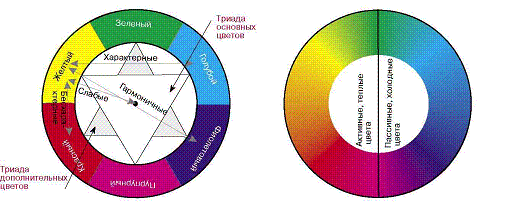 Триада
основных
цветов
Зеленый
Характерные
Желтый
Голубой
Слабые
Гармоничные
Красный
Фиолетовый
Пурпурный
Триада
дополнительных
цветов
Активные, теплые
цвета
Пассивные, холодные
цвета